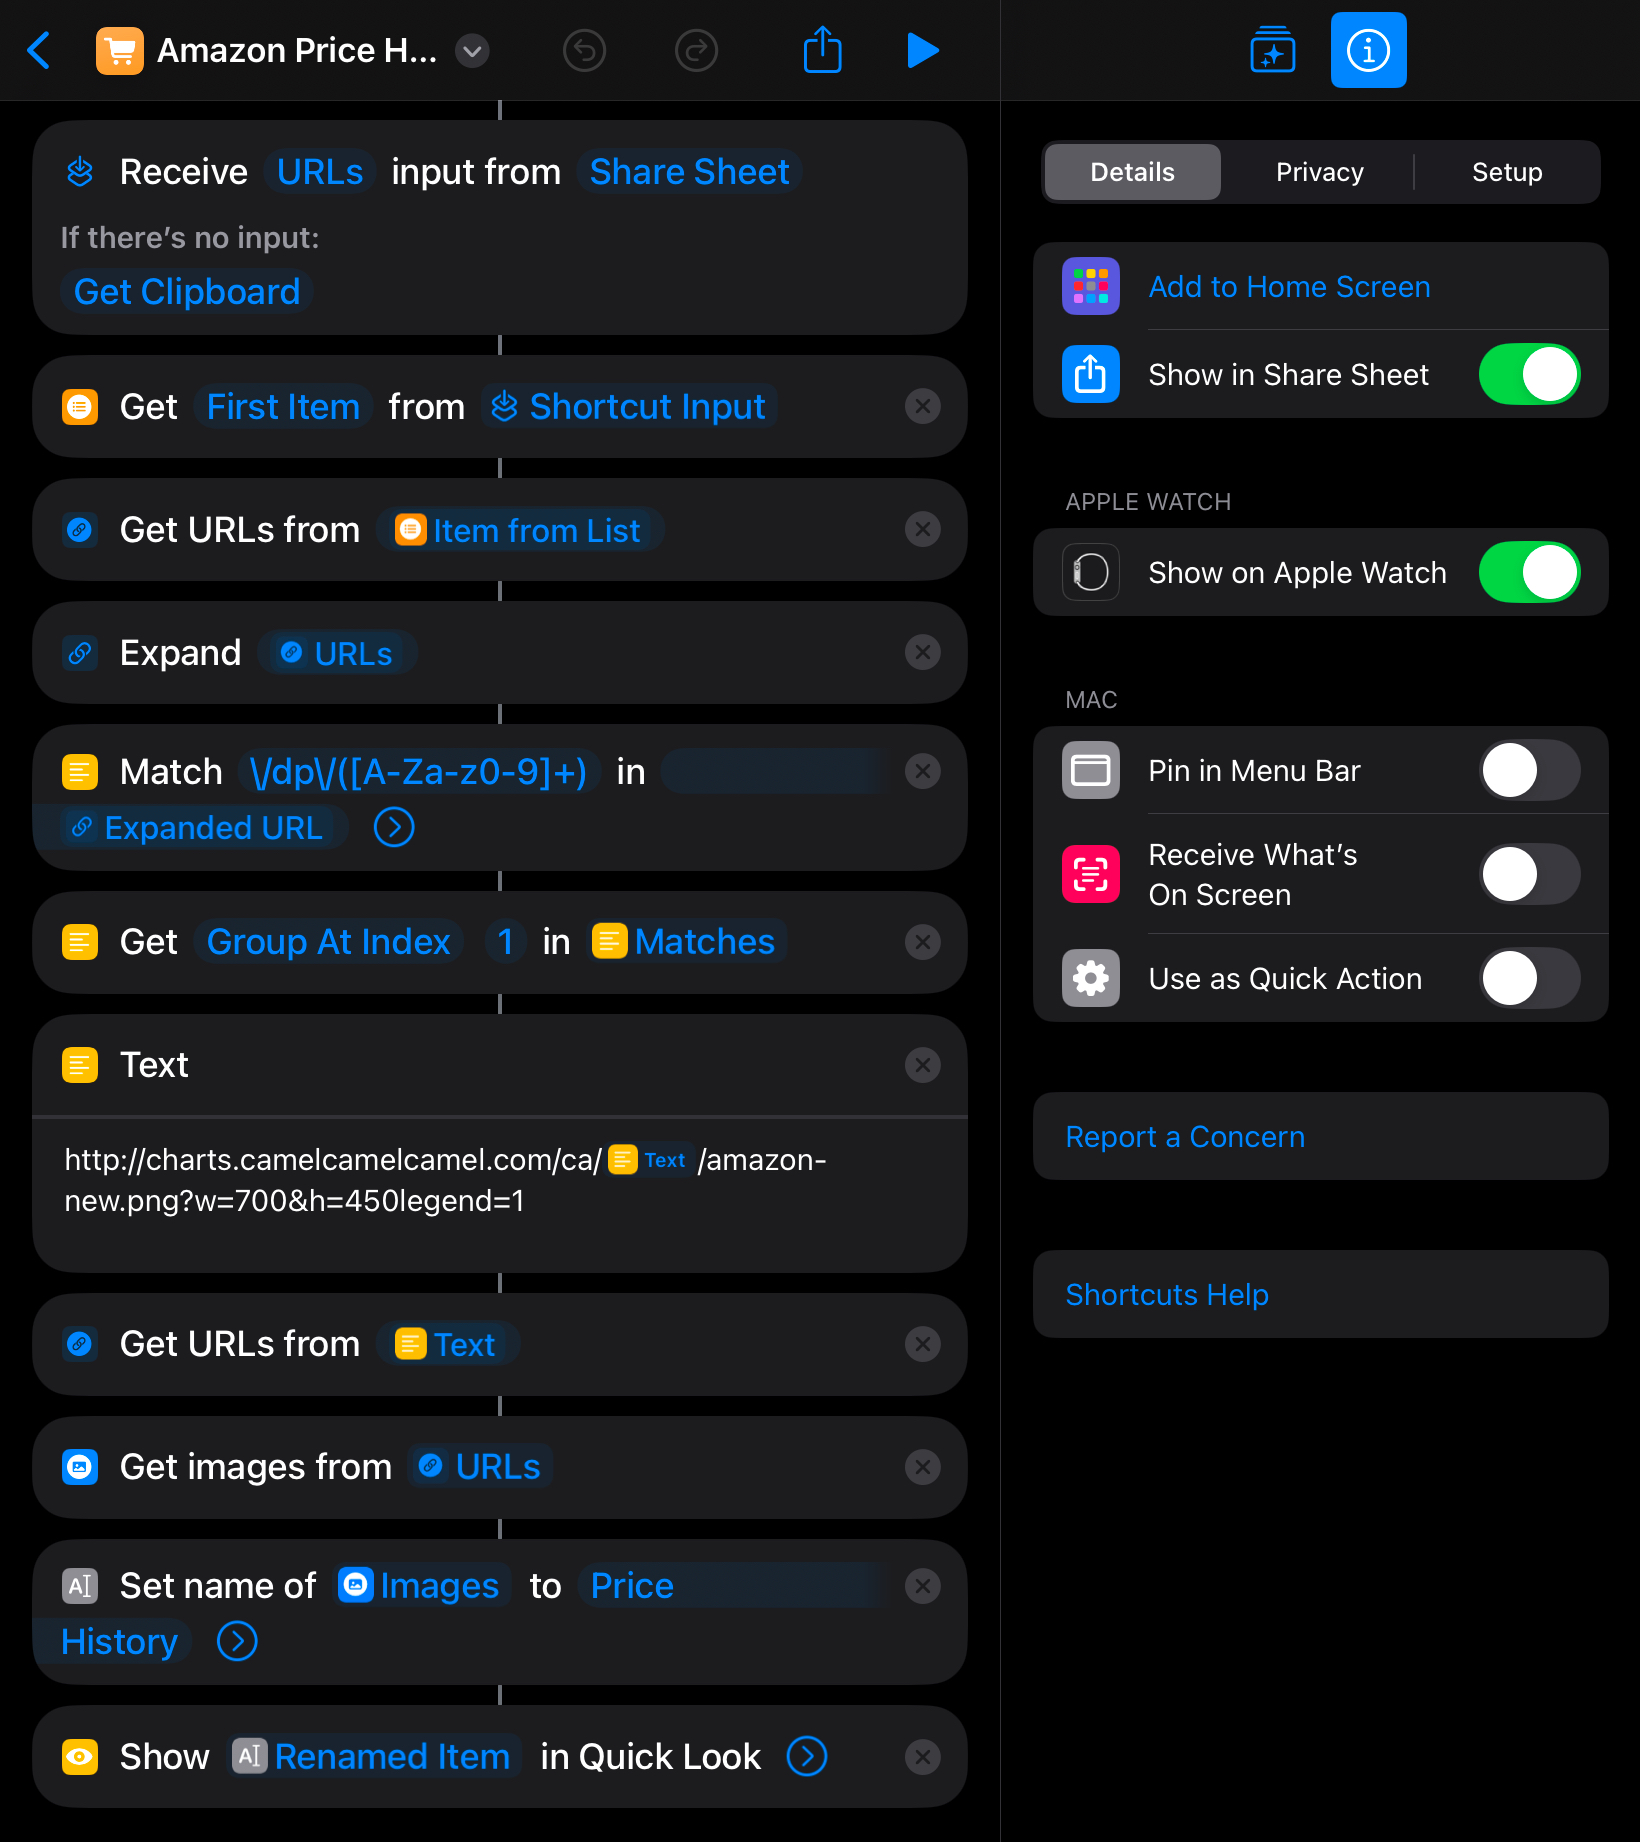 Amazon Price H...
Receive URLs input from Share Sheet
If there's no input:
Get Clipboard
Get First Item from Shortcut Input
Get URLs from Item from List
Expand URLs
Match \/dp\/([A-Za-z0-9]+) in
Expanded URL
Get Group At Index 1 in Matches
Text
http://charts.camelcamelcamel.com/ca/ Text /amazon-
new.png?w=700&h=450legend=1
Get URLs from Text
Get images from URLs
Set name of Images to Price
History
Show Renamed Item in Quick Look
Details Privacy Setup
Add to Home Screen
Show in Share Sheet
APPLE WATCH
Show on Apple Watch
MAC
Pin in Menu Bar
Receive What's
On Screen
Use as Quick Action
Report a Concern
Shortcuts Help